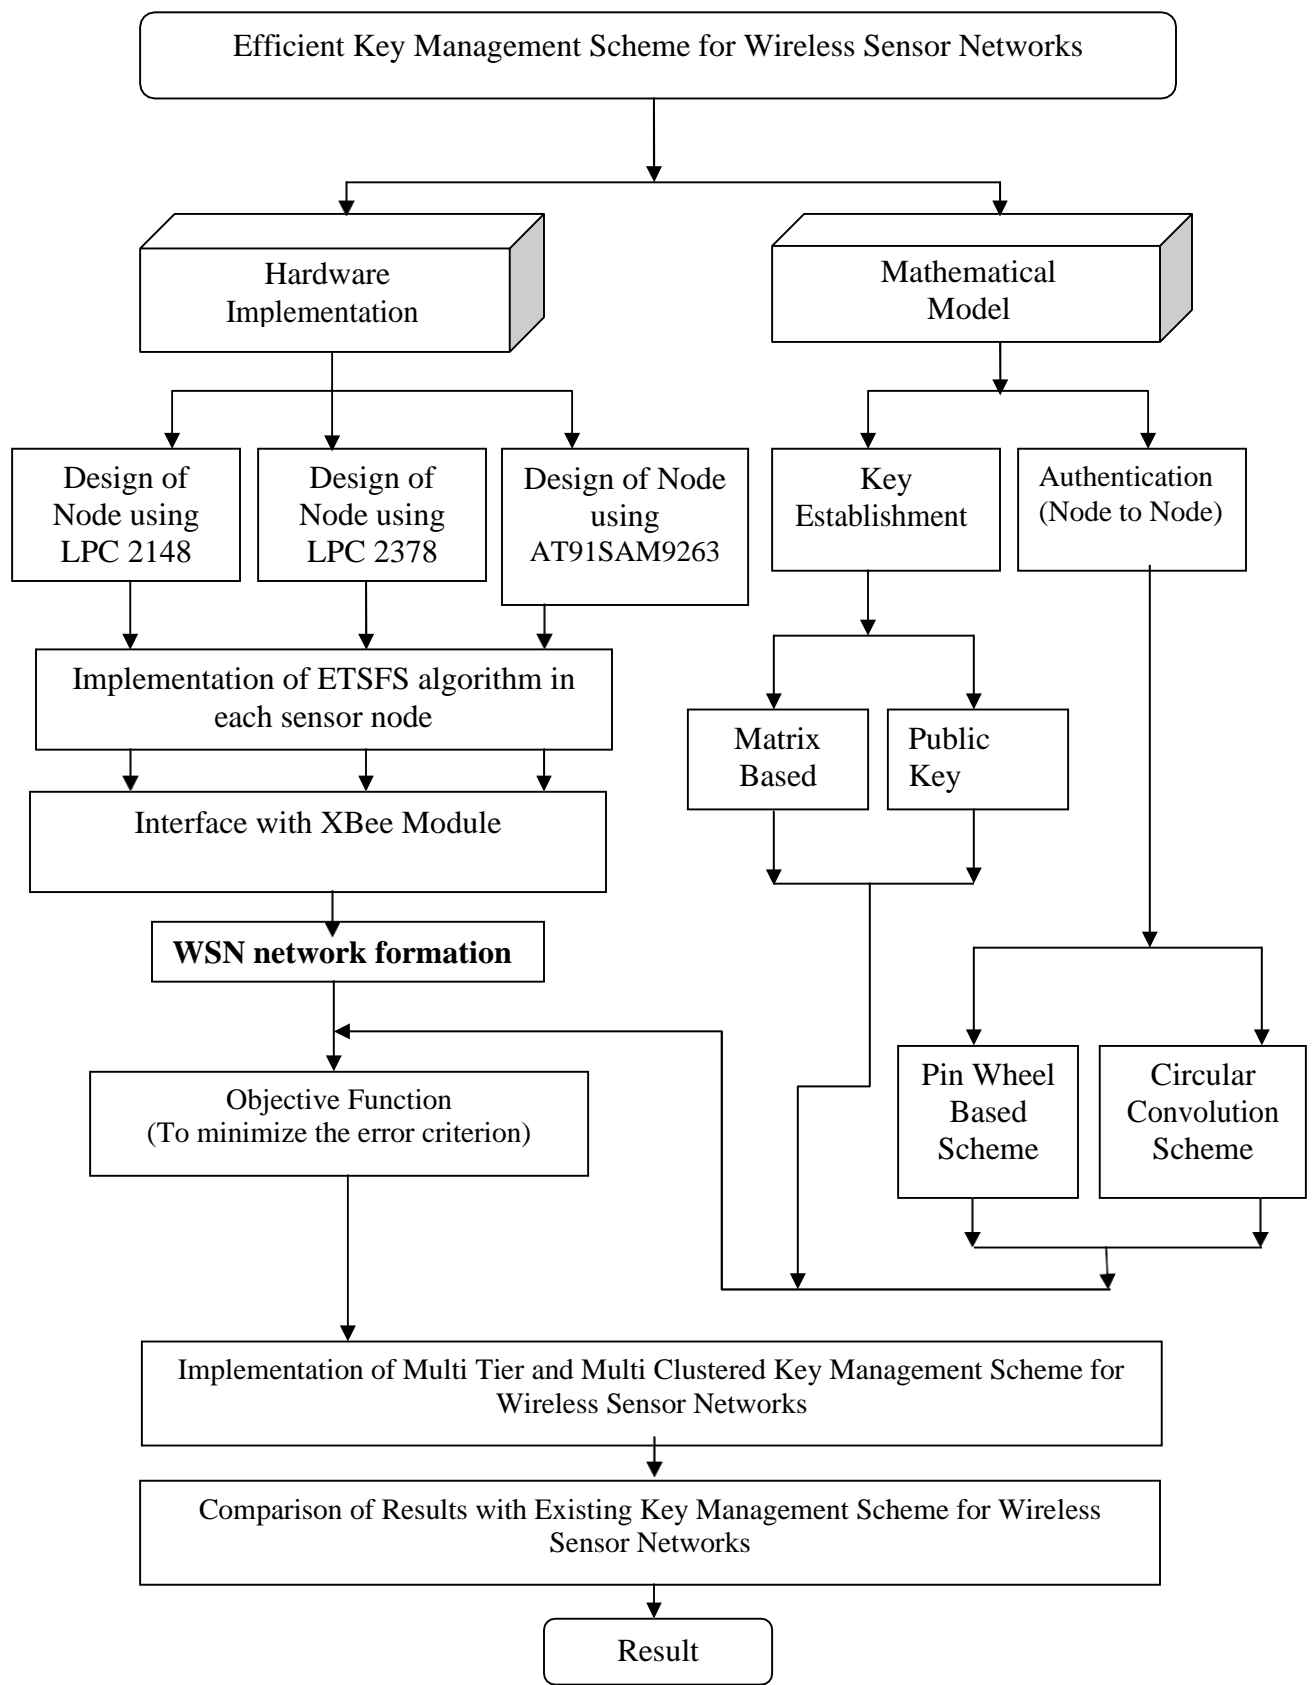 Efficient Key Management Scheme for Wireless Sensor Networks
Hardware
Implementation
Mathematical
Model
Design of
Node using
LPC 2148
Design of
Node using
LPC 2378
Design of Node
using
AT91SAM9263
Key
Establishment
Authentication
(Node to Node)
Implementation of ETSFS algorithm in
each sensor node
Matrix
Based
Public
Key
Interface with XBee Module
WSN network formation
Objective Function
(To minimize the error criterion)
Pin Wheel
Based
Scheme
Circular
Convolution
Scheme
Implementation of Multi Tier and Multi Clustered Key Management Scheme for
Wireless Sensor Networks
Comparison of Results with Existing Key Management Scheme for Wireless
Sensor Networks
Result